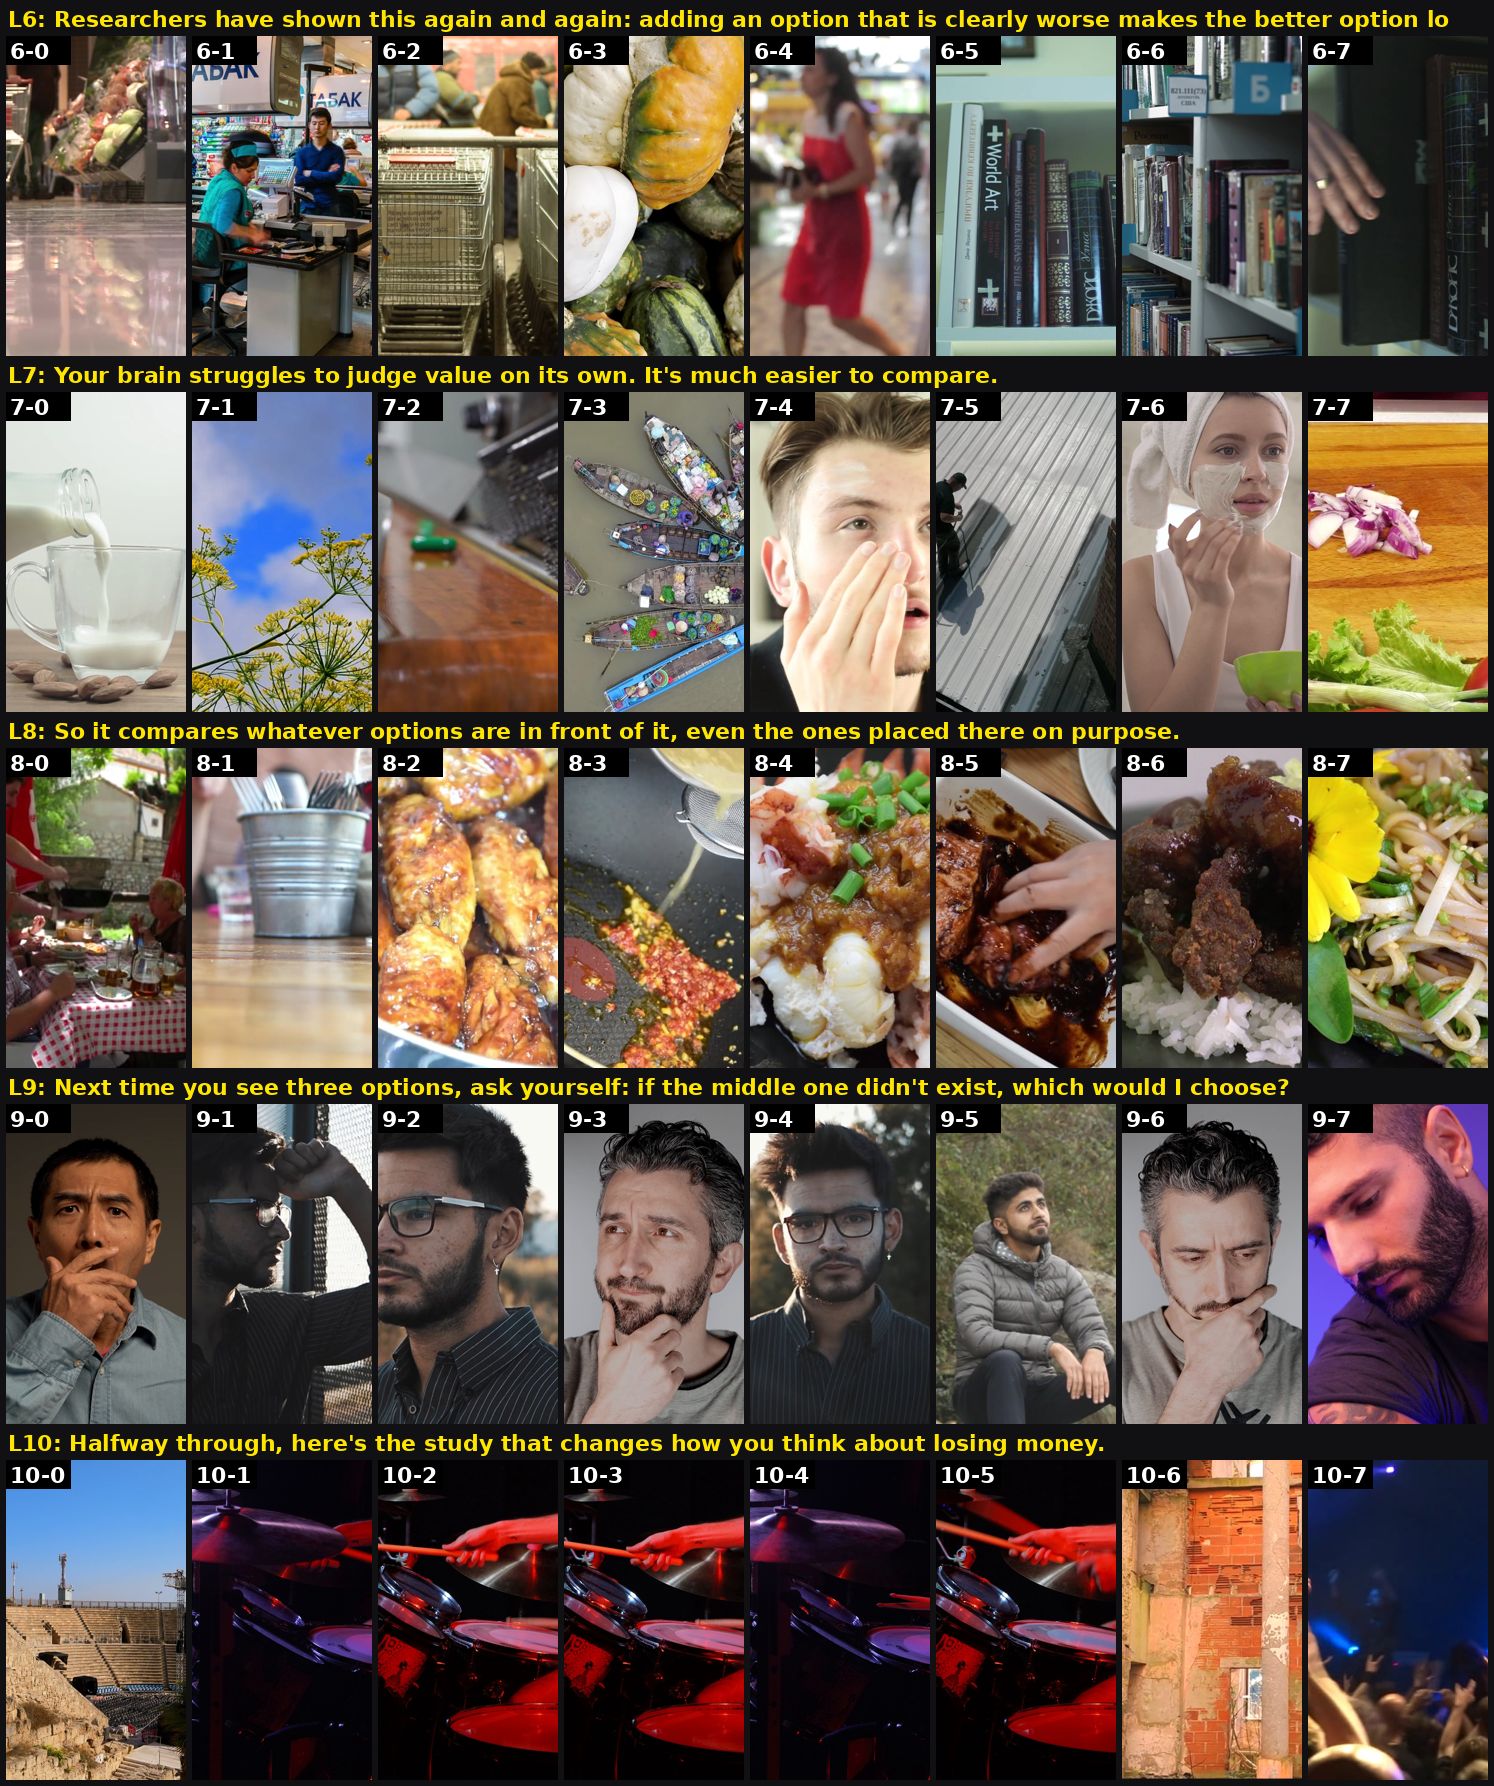 L6: Researchers have shown this again and again: adding an option that is clearly worse makes the better option lo
6-0 6-1 6-2 6-3 6-4 6-5 6-6 6-7
АБАК
ТАБАК
World Art
ДЖОЙС
821.111(73)
США
Б
L7: Your brain struggles to judge value on its own. It's much easier to compare.
7-0 7-1 7-2 7-3 7-4 7-5 7-6 7-7
L8: So it compares whatever options are in front of it, even the ones placed there on purpose.
8-0 8-1 8-2 8-3 8-4 8-5 8-6 8-7
L9: Next time you see three options, ask yourself: if the middle one didn't exist, which would I choose?
9-0 9-1 9-2 9-3 9-4 9-5 9-6 9-7
L10: Halfway through, here's the study that changes how you think about losing money.
10-0 10-1 10-2 10-3 10-4 10-5 10-6 10-7